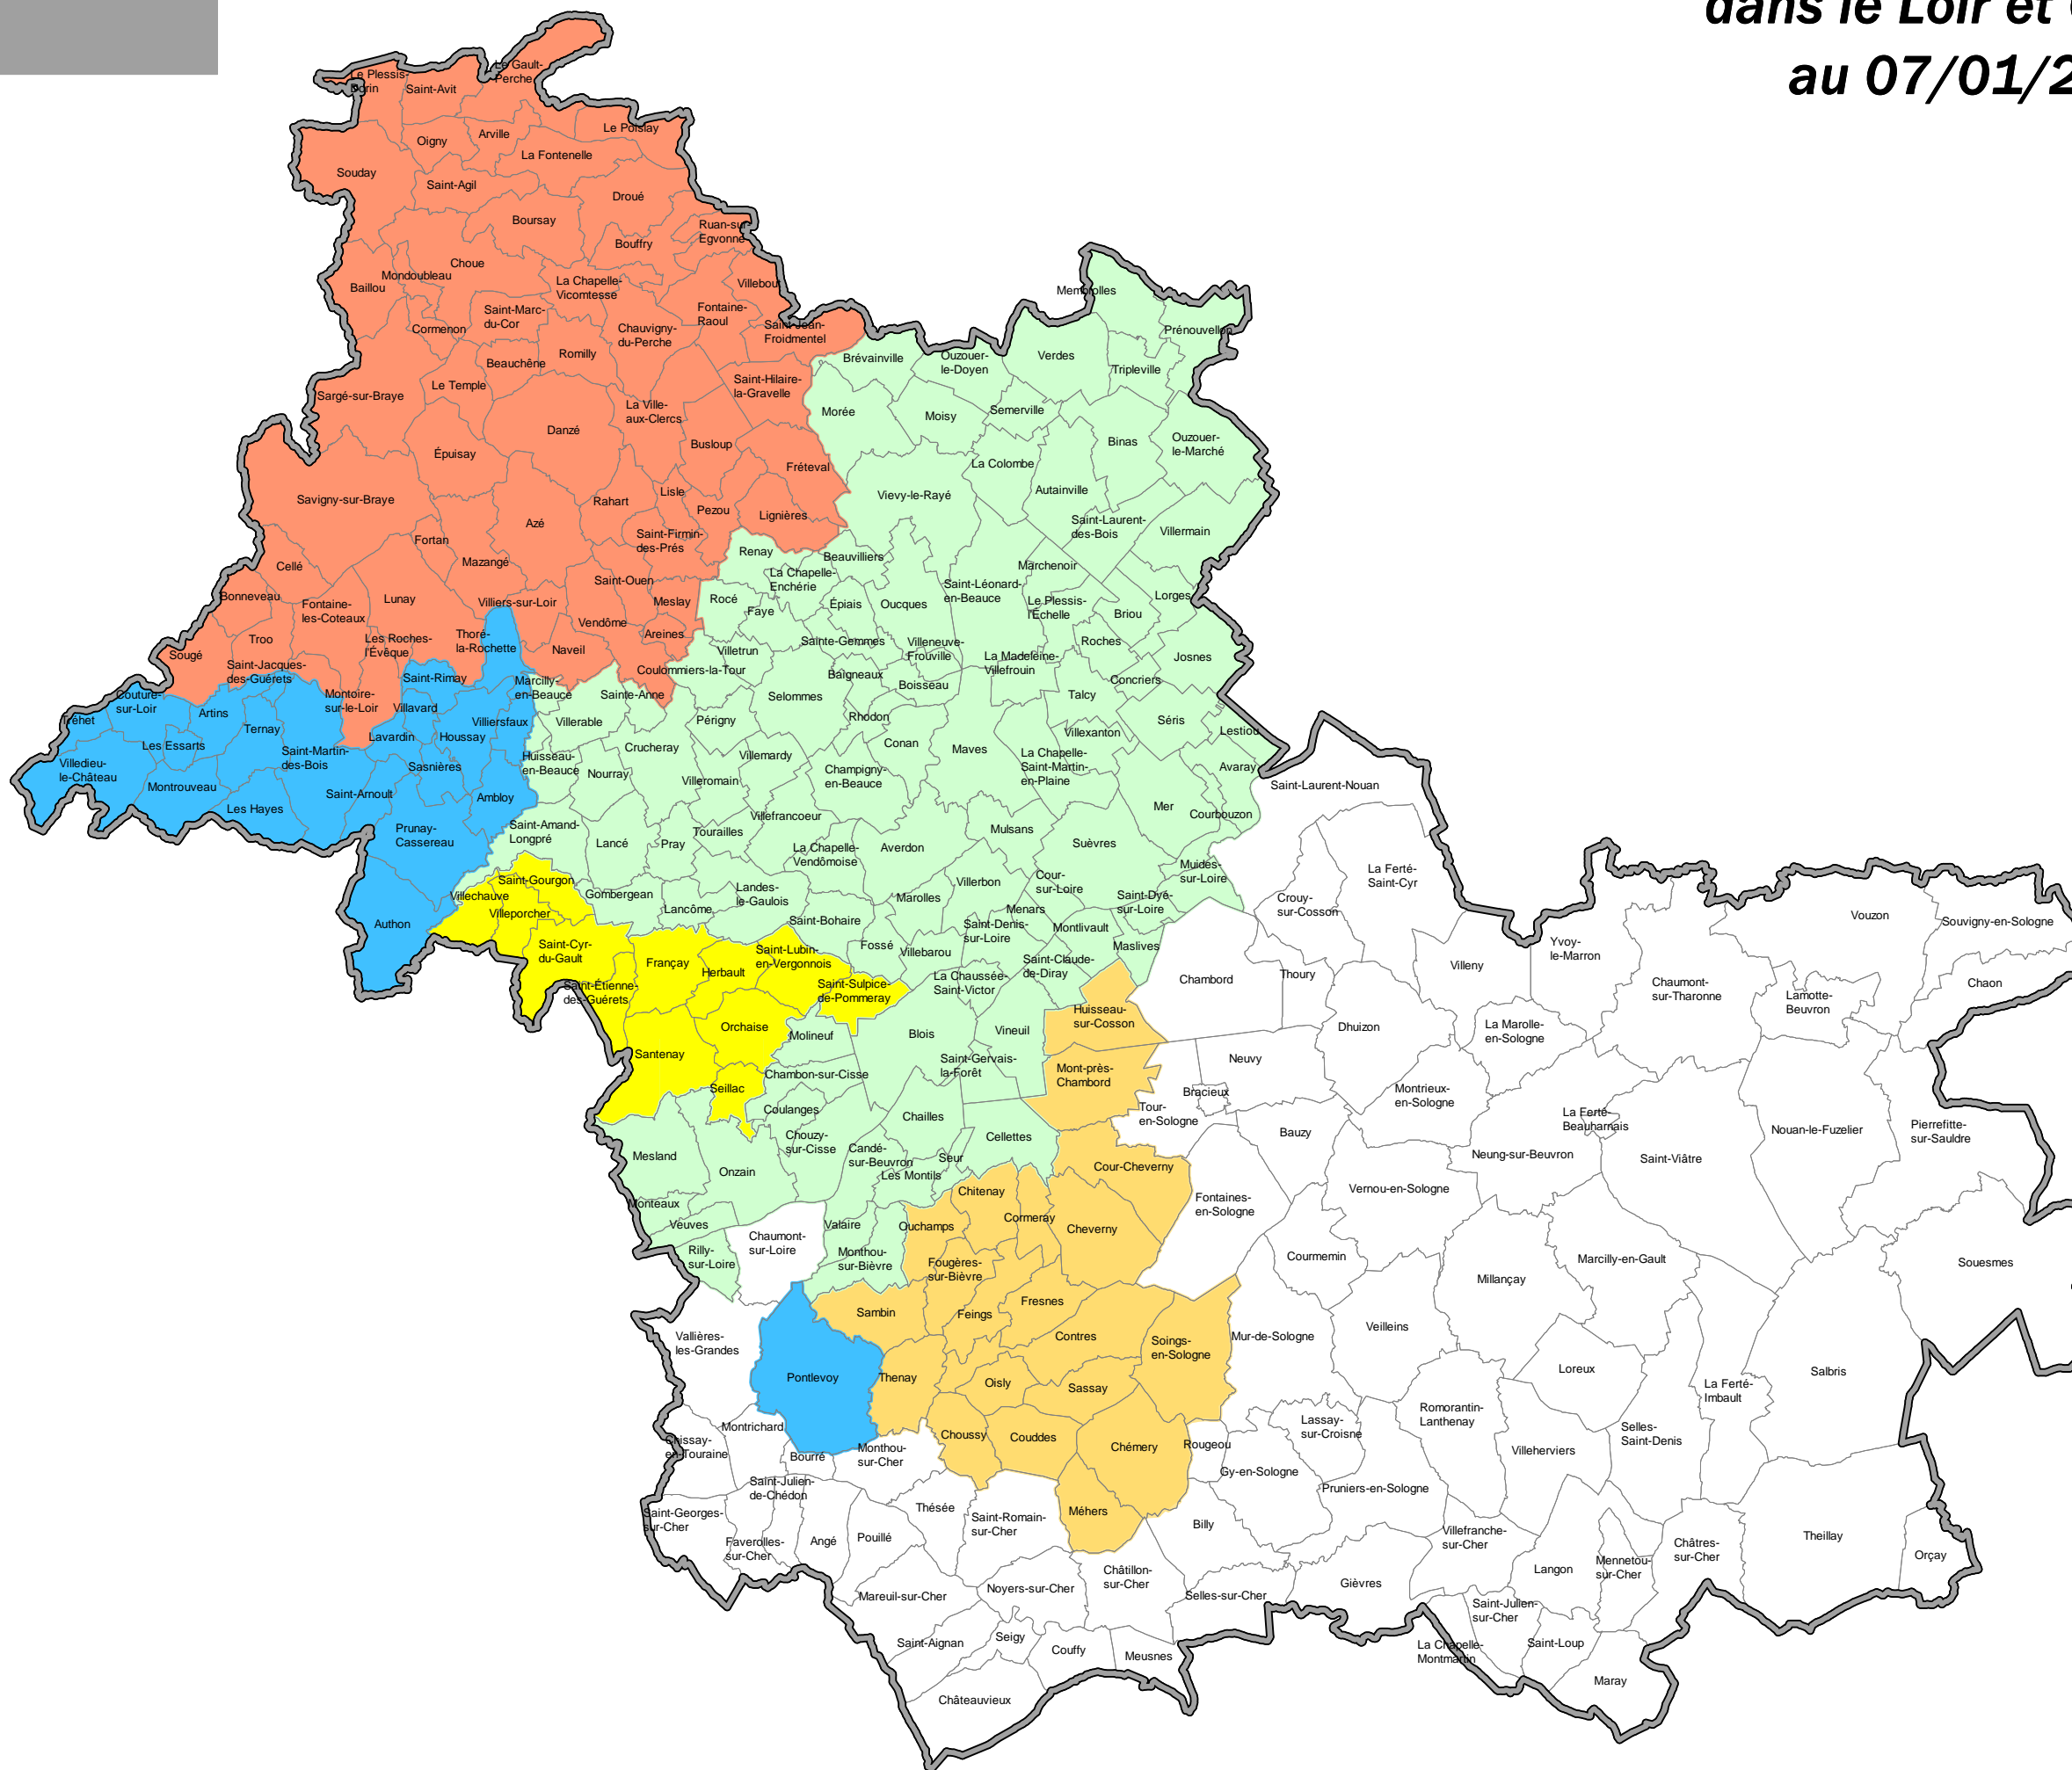 dans le Loir et
au 07/01/2
Le Gault-
Perche
Le Plessis-
Dorin
Saint-Avit
Le Poislay
Arville
Oigny
La Fontenelle
Souday
Saint-Agil
Droué
Boursay
Ruan-sur-
Egvonne
Bouffry
Choue
Mondoubleau
Baillou
La Chapelle-
Vicomtesse
Villebout
Membrolles
Saint-Marc-
du-Cor
Fontaine-
Raoul
Cormenon
Chauvigny-
du-Perche
Saint-Jean-
Froidmentel
Prénouvellon
Romilly
Beauchêne
Brévainville
Ouzouer-
le-Doyen
Verdes
Tripleville
Le Temple
Saint-Hilaire-
la-Gravelle
Sargé-sur-Braye
La Ville-
aux-Clercs
Morée
Moisy
Semerville
Danzé
Busloup
Binas
Ouzouer-
le-Marché
Épuisay
Fréteval
La Colombe
Savigny-sur-Braye
Lisle
Rahart
Pezou
Lignières
Vievy-le-Rayé
Autainville
Azé
Saint-Laurent-
des-Bois
Villermain
Fortan
Saint-Firmin-
des-Prés
Renay
Beauvilliers
Mazangé
Cellé
Marchenoir
Saint-Ouen
La Chapelle-
Enchérie
Saint-Léonard-
en-Beauce
Bonneveau
Fontaine-
les-Coteaux
Lunay
Villiers-sur-Loir
Meslay
Rocé
Faye
Épiais
Oucques
Le Plessis-
l'Échelle
Briou
Lorges
Vendôme
Areines
Troo
Les Roches-
l'Évêque
Thoré-
la-Rochette
Naveil
Sainte-Gemmes
Villeneuve-
Frouville
Roches
Sougé
Villetrun
La Madeleine-
Villefrouin
Josnes
Saint-Jacques-
des-Guérets
Saint-Rimay
Coulommiers-la-Tour
Baigneaux
Boisseau
Concriers
Marcilly-
en-Beauce
Sainte-Anne
Selommes
Talcy
Couture-
sur-Loir
Montoire-
sur-le-Loir
Villavard
Tréhet
Artins
Ternay
Villiersfaux
Villerable
Périgny
Rhodon
Séris
Lestiou
Lavardin
Houssay
Villexanton
Les Essarts
Saint-Martin-
des-Bois
Crucheray
Conan
Maves
Villemardy
Huisseau-
en-Beauce
La Chapelle-
Saint-Martin-
en-Plaine
Villedieu-
le-Château
Sasnières
Nourray
Villeromain
Champigny-
en-Beauce
Avaray
Montrouveau
Saint-Arnoult
Ambloy
Saint-Laurent-Nouan
Les Hayes
Mer
Courbouzon
Villefrancoeur
Prunay-
Cassereau
Saint-Amand-
Longpré
Lancé
Pray
Tourailles
Mulsans
La Chapelle-
Vendômoise
Averdon
Suèvres
Muides-
sur-Loire
La Ferté-
Saint-Cyr
Saint-Gourgon
Villechauve
Gombergean
Landes-
le-Gaulois
Marolles
Villerbon
Cour-
sur-Loire
Saint-Dyé-
sur-Loire
Crouy-
sur-Cosson
Villeporcher
Lancôme
Menars
Authon
Saint-Bohaire
Saint-Denis-
sur-Loire
Montlivault
Vouzon
Souvigny-en-Sologne
Saint-Cyr-
du-Gault
Fossé
Villebarou
Maslives
Yvoy-
le-Marron
Françay
Herbault
Saint-Lubin-
en-Vergonnois
Saint-Claude-
de-Diray
Villeny
Saint-Étienne-
des-Guérets
Saint-Sulpice-
de-Pommeray
La Chaussée-
Saint-Victor
Chambord
Thoury
Chaumont-
sur-Tharonne
Lamotte-
Beuvron
Chaon
Huisseau-
sur-Cosson
Orchaise
Molineuf
Blois
Vineuil
Dhuizon
La Marolle-
en-Sologne
Santenay
Saint-Gervais-
la-Forêt
Neuvy
Mont-près-
Chambord
Chambon-sur-Cisse
Seillac
Bracieux
Montrieux-
en-Sologne
Coulanges
Chailles
Tour-
en-Sologne
La Ferté-
Beauharnais
Chouzy-
sur-Cisse
Cellettes
Bauzy
Nouan-le-Fuzelier
Pierrefitte-
sur-Sauldre
Mesland
Onzain
Candé-
sur-Beuvron
Seur
Neung-sur-Beuvron
Saint-Viâtre
Les Montils
Cour-Cheverny
Chitenay
Vernou-en-Sologne
Monteaux
Fontaines-
en-Sologne
Veuves
Valaire
Ouchamps
Cormeray
Cheverny
Chaumont-
sur-Loire
Rilly-
sur-Loire
Monthou-
sur-Bièvre
Fougères-
sur-Bièvre
Courmemin
Marcilly-en-Gault
Souesmes
Millançay
Sambin
Feings
Fresnes
Vallières-
les-Grandes
Contres
Soings-
en-Sologne
Mur-de-Sologne
Veilleins
Pontlevoy
Thenay
Oisly
Sassay
Loreux
Salbris
La Ferté-
Imbault
Montrichard
Choussy
Couddes
Chémery
Rougeou
Lassay-
sur-Croisne
Romorantin-
Lanthenay
Selles-
Saint-Denis
Chissay-
en-Touraine
Bourré
Monthou-
sur-Cher
Villeherviers
Gy-en-Sologne
Saint-Julien-
de-Chédon
Pruniers-en-Sologne
Saint-Georges-
sur-Cher
Thésée
Saint-Romain-
sur-Cher
Méhers
Billy
Faverolles-
sur-Cher
Angé
Pouillé
Villefranche-
sur-Cher
Theillay
Châtres-
sur-Cher
Orçay
Châtillon-
sur-Cher
Langon
Mennetou-
sur-Cher
Mareuil-sur-Cher
Noyers-sur-Cher
Selles-sur-Cher
Gièvres
Saint-Julien-
sur-Cher
Saint-Aignan
Seigy
Couffy
Meusnes
La Chapelle-
Montmartin
Saint-Loup
Maray
Châteauvieux